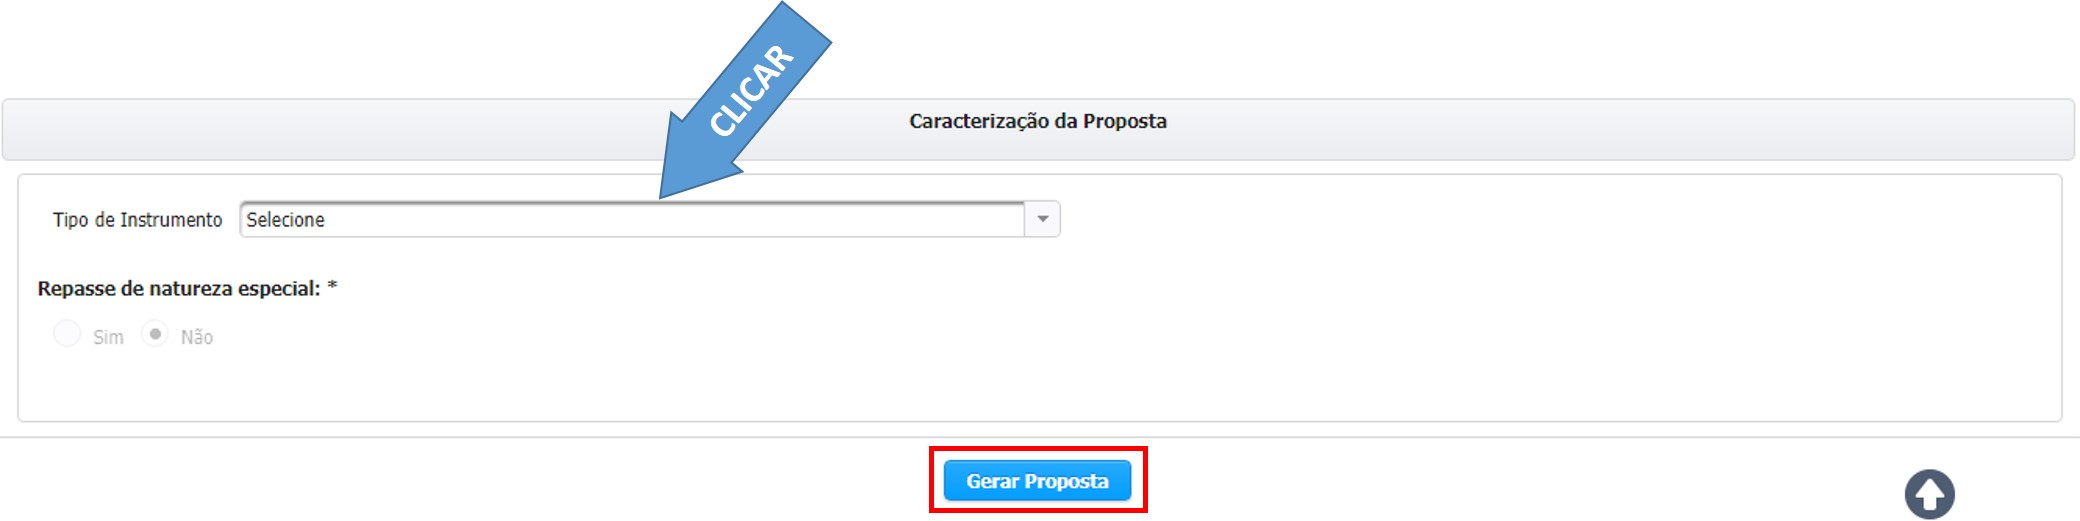 CLICAR
Caracterização da Proposta
Tipo de Instrumento Selecione
Repasse de natureza especial: *
Sim Não
Gerar Proposta